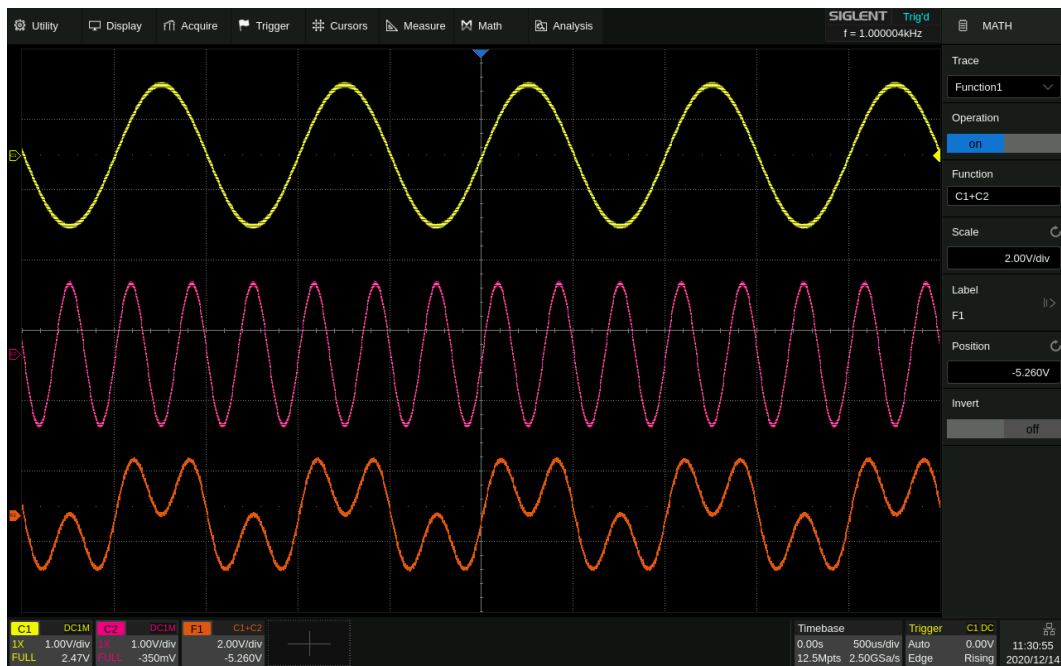 Utility Display Acquire Trigger Cursors Measure Math Analysis
SIGLENT Trig'd
f = 1.000004kHz
MATH
Trace
Function1
Operation
on
Function
C1+C2
Scale
2.00V/div
Label
F1
Position
-5.260V
Invert
off
C1 DC1M
1X 1.00V/div
FULL 2.47V
C2 DC1M
1X 1.00V/div
FULL -350mV
F1 C1+C2
2.00V/div
-5.260V
Timebase
0.00s 500us/div
12.5Mpts 2.50GSa/s
Trigger C1 DC
Auto 0.00V
Edge Rising
11:30:55
2020/12/14